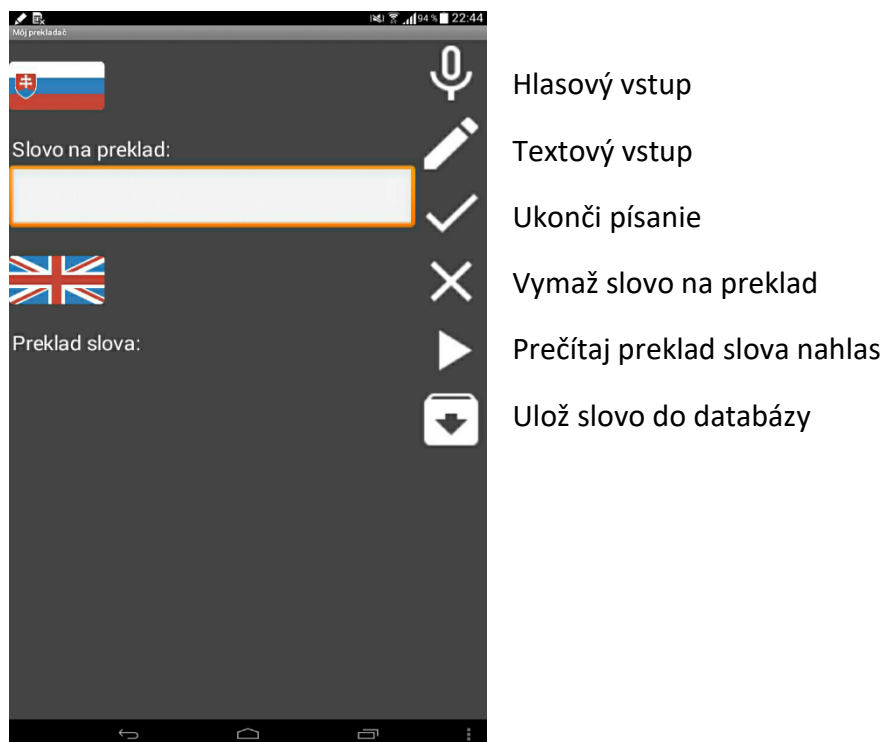 94 % 22:44
Môj prekladač
Hlasový vstup
Slovo na preklad:
Textový vstup
Ukonči písanie
Vymaž slovo na preklad
Preklad slova:
Prečítaj preklad slova nahlas
Ulož slovo do databázy